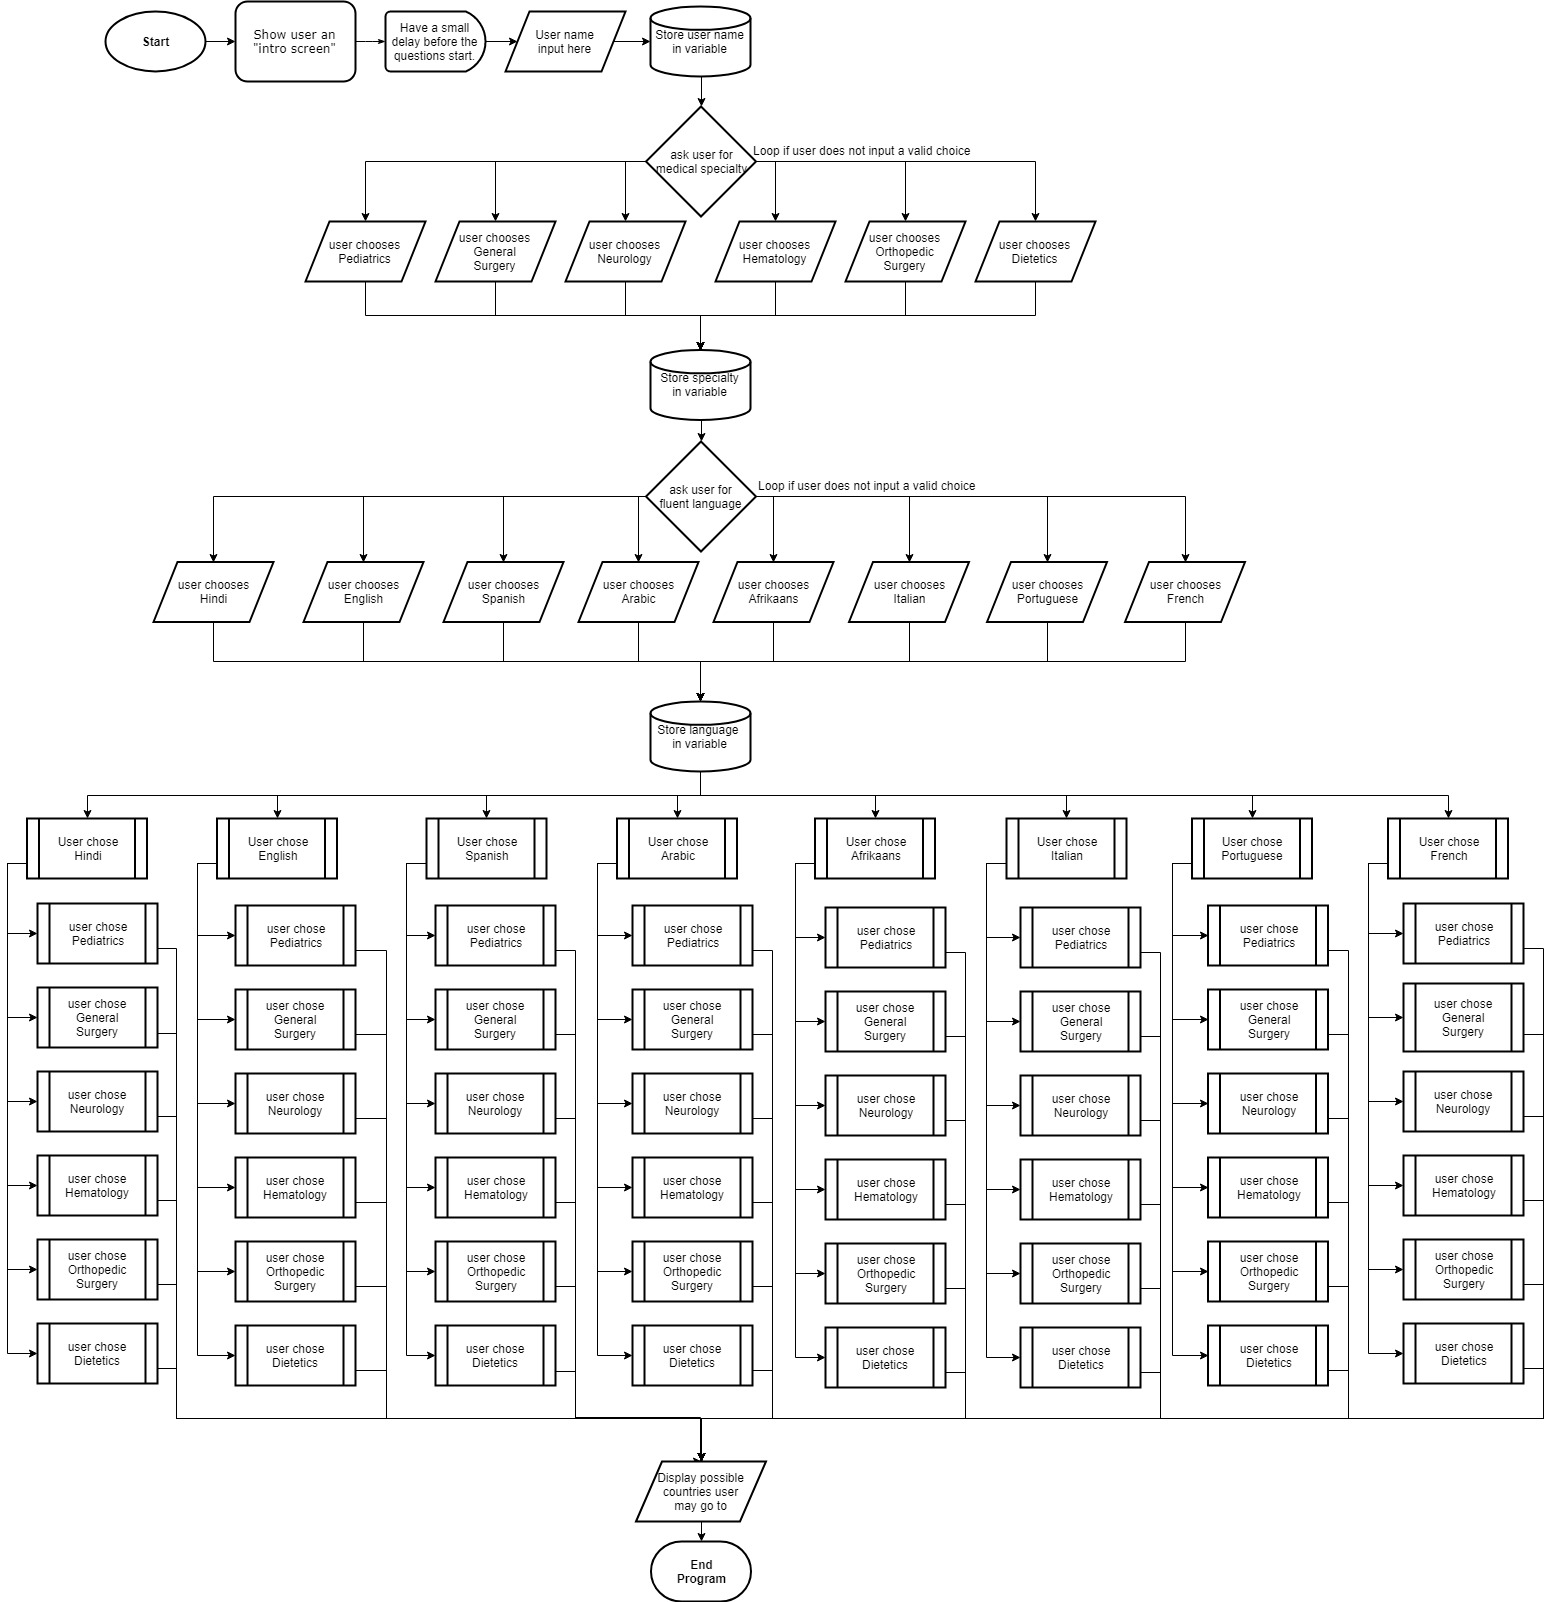 Start
Show user an
"intro screen"
Have a small
delay before the
questions start.
User name
input here
Store user name
in variable
ask user for
medical specialty
Loop if user does not input a valid choice
user chooses
Pediatrics
user chooses
General
Surgery
user chooses
Neurology
user chooses
Hematology
user chooses
Orthopedic
Surgery
user chooses
Dietetics
Store specialty
in variable
ask user for
fluent language
Loop if user does not input a valid choice
user chooses
Hindi
user chooses
English
user chooses
Spanish
user chooses
Arabic
user chooses
Afrikaans
user chooses
Italian
user chooses
Portuguese
user chooses
French
Store language
in variable
User chose
Hindi
User chose
English
User chose
Spanish
User chose
Arabic
User chose
Afrikaans
User chose
Italian
User chose
Portuguese
User chose
French
user chose
Pediatrics
user chose
Pediatrics
user chose
Pediatrics
user chose
Pediatrics
user chose
Pediatrics
user chose
Pediatrics
user chose
Pediatrics
user chose
Pediatrics
user chose
General
Surgery
user chose
General
Surgery
user chose
General
Surgery
user chose
General
Surgery
user chose
General
Surgery
user chose
General
Surgery
user chose
General
Surgery
user chose
General
Surgery
user chose
Neurology
user chose
Neurology
user chose
Neurology
user chose
Neurology
user chose
Neurology
user chose
Neurology
user chose
Neurology
user chose
Neurology
user chose
Hematology
user chose
Hematology
user chose
Hematology
user chose
Hematology
user chose
Hematology
user chose
Hematology
user chose
Hematology
user chose
Hematology
user chose
Orthopedic
Surgery
user chose
Orthopedic
Surgery
user chose
Orthopedic
Surgery
user chose
Orthopedic
Surgery
user chose
Orthopedic
Surgery
user chose
Orthopedic
Surgery
user chose
Orthopedic
Surgery
user chose
Orthopedic
Surgery
user chose
Dietetics
user chose
Dietetics
user chose
Dietetics
user chose
Dietetics
user chose
Dietetics
user chose
Dietetics
user chose
Dietetics
user chose
Dietetics
Display possible
countries user
may go to
End
Program